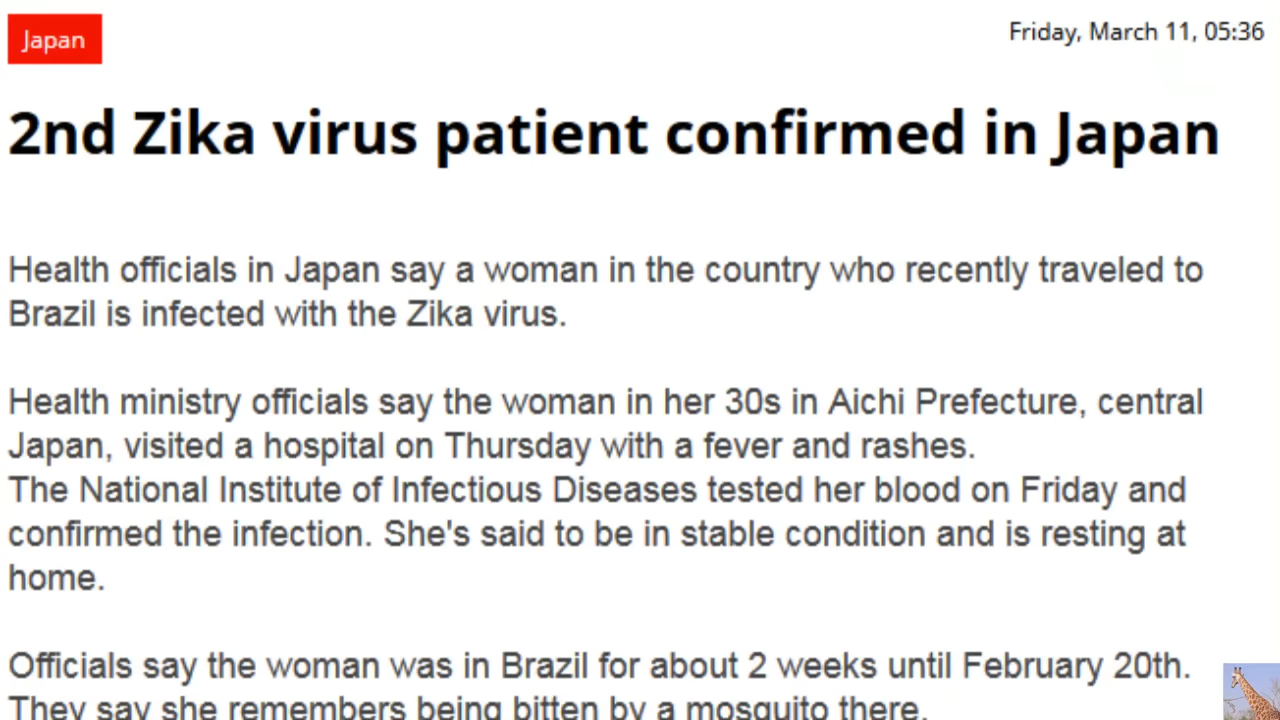 Japan
Friday, March 11, 05:36
2nd Zika virus patient confirmed in Japan
Health officials in Japan say a woman in the country who recently traveled to
Brazil is infected with the Zika virus.
Health ministry officials say the woman in her 30s in Aichi Prefecture, central
Japan, visited a hospital on Thursday with a fever and rashes.
The National Institute of Infectious Diseases tested her blood on Friday and
confirmed the infection. She's said to be in stable condition and is resting at
home.
Officials say the woman was in Brazil for about 2 weeks until February 20th.
They say she remembers being bitten by a mosquito there.